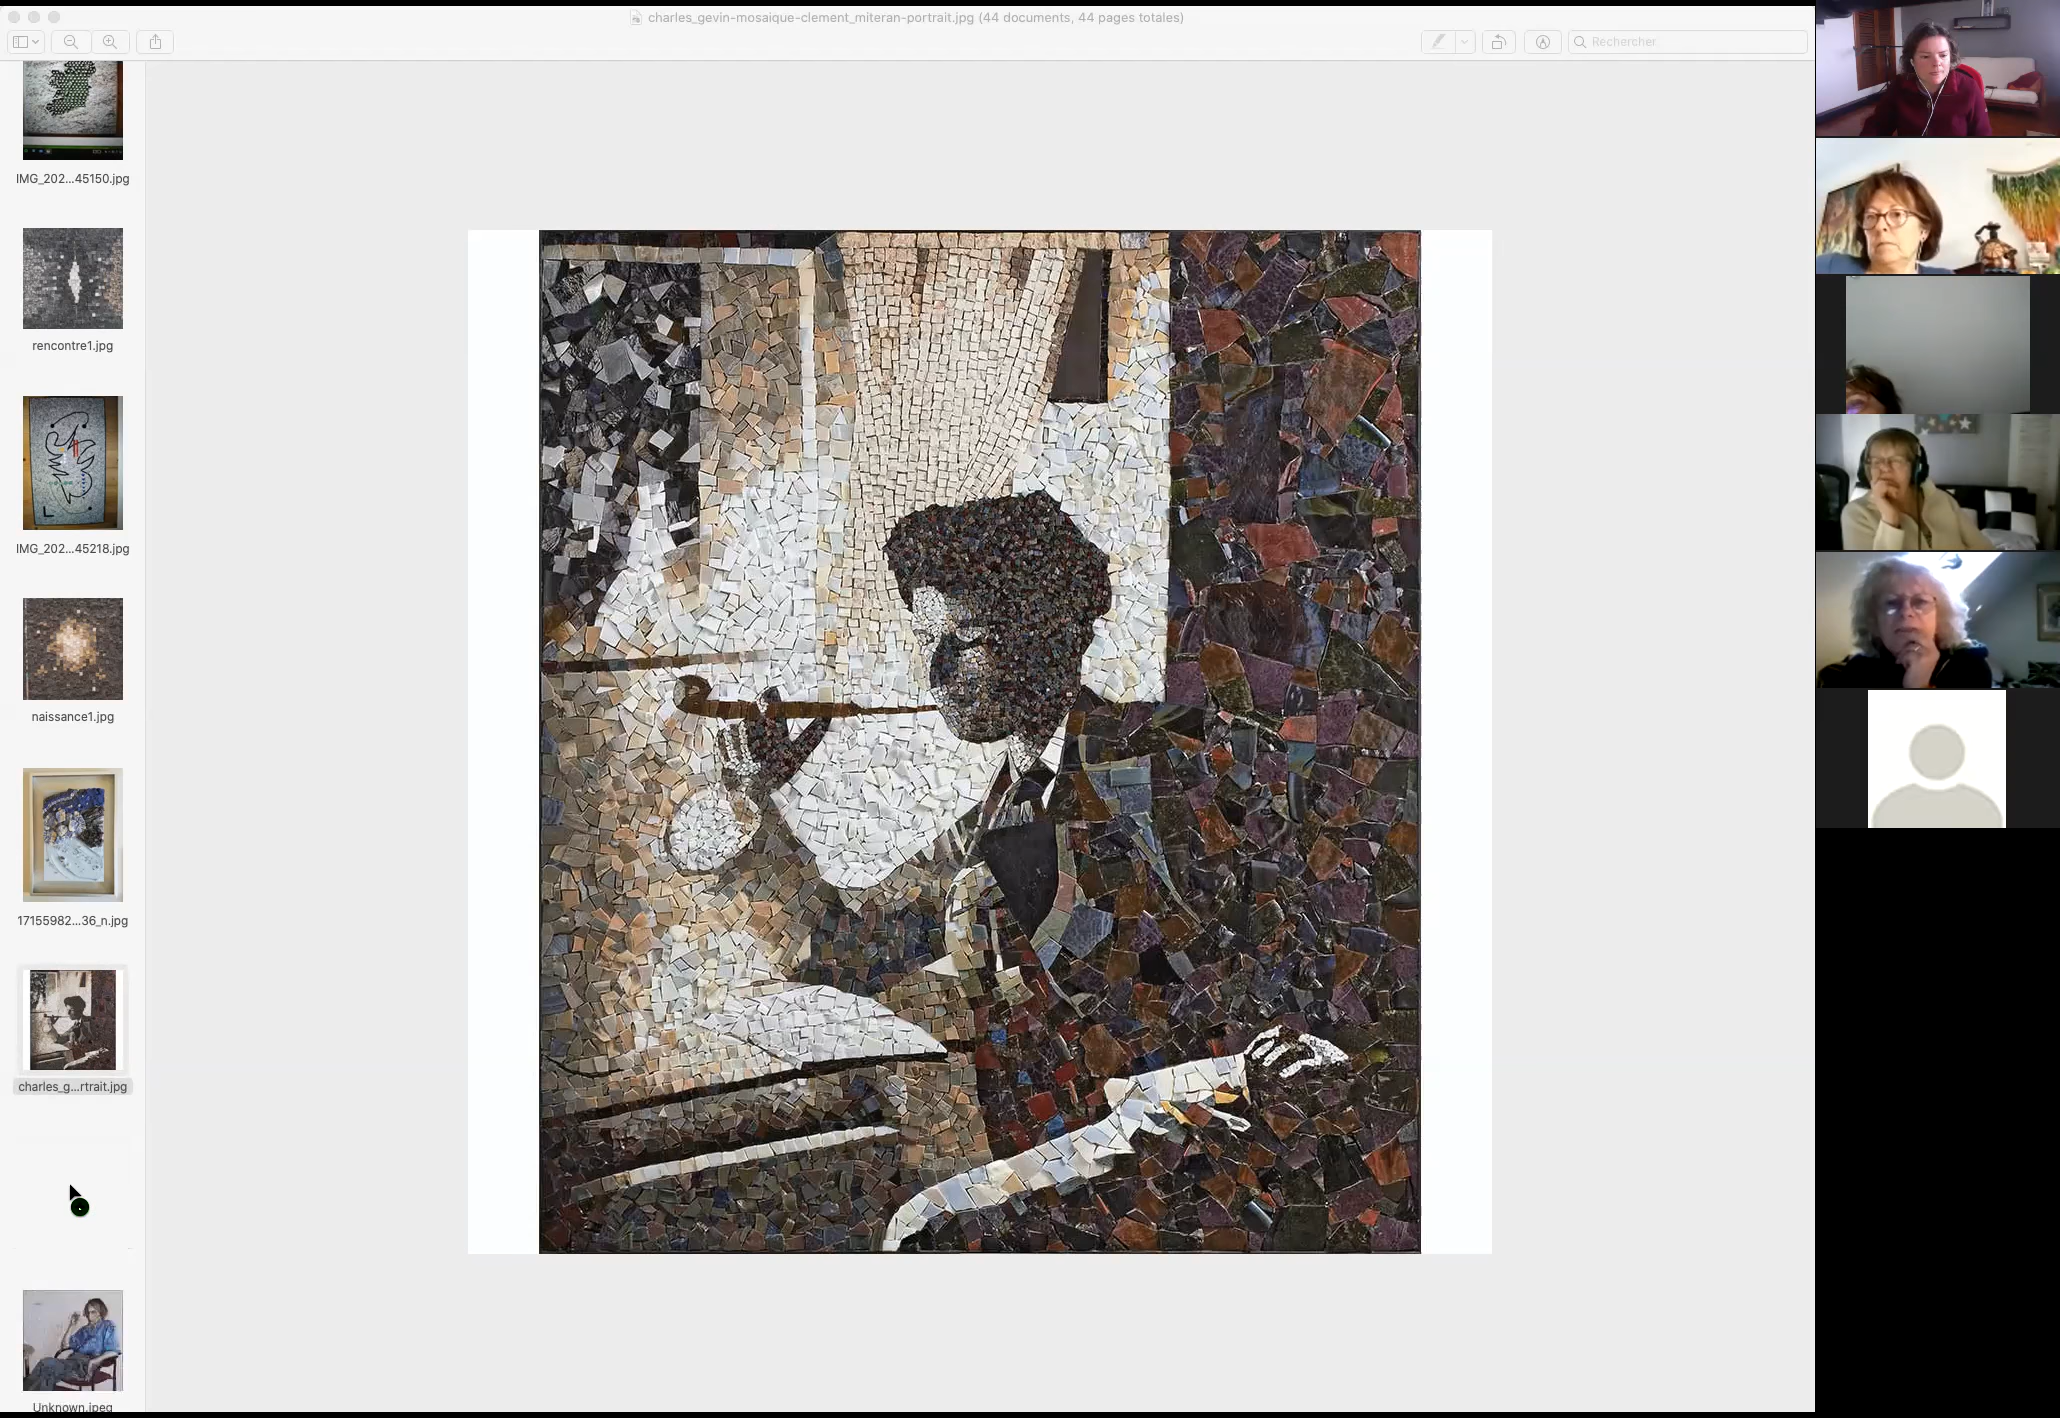 charles_gevin-mosaique-clement_miteran-portrait.jpg (44 documents, 44 pages totales)
Rechercher
IMG_202...45150.jpg
rencontre1.jpg
IMG_202...45218.jpg
naissance1.jpg
17155982...36_n.jpg
charles_g...rtrait.jpg
Unknown.jpeg